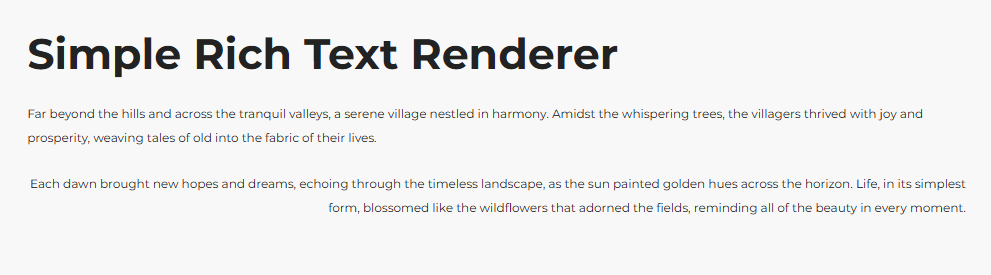 Simple Rich Text Renderer
Far beyond the hills and across the tranquil valleys, a serene village nestled in harmony. Amidst the whispering trees, the villagers thrived with joy and
prosperity, weaving tales of old into the fabric of their lives.
Each dawn brought new hopes and dreams, echoing through the timeless landscape, as the sun painted golden hues across the horizon. Life, in its simplest
form, blossomed like the wildflowers that adorned the fields, reminding all of the beauty in every moment.